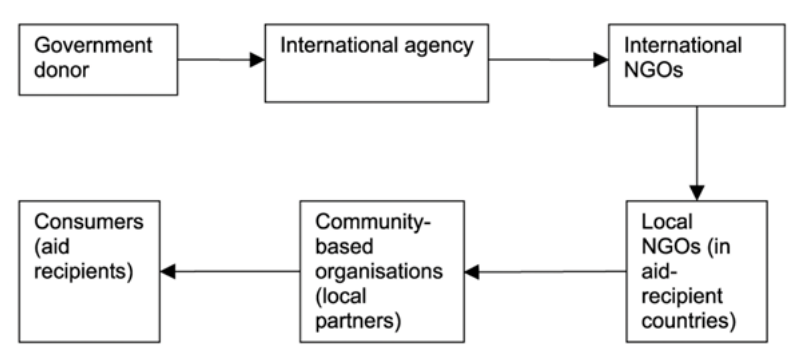 Government
donor
International agency
International
NGOs
Local
NGOs (in
aid-
recipient
countries)
Community-
based
organisations
(local
partners)
Consumers
(aid
recipients)